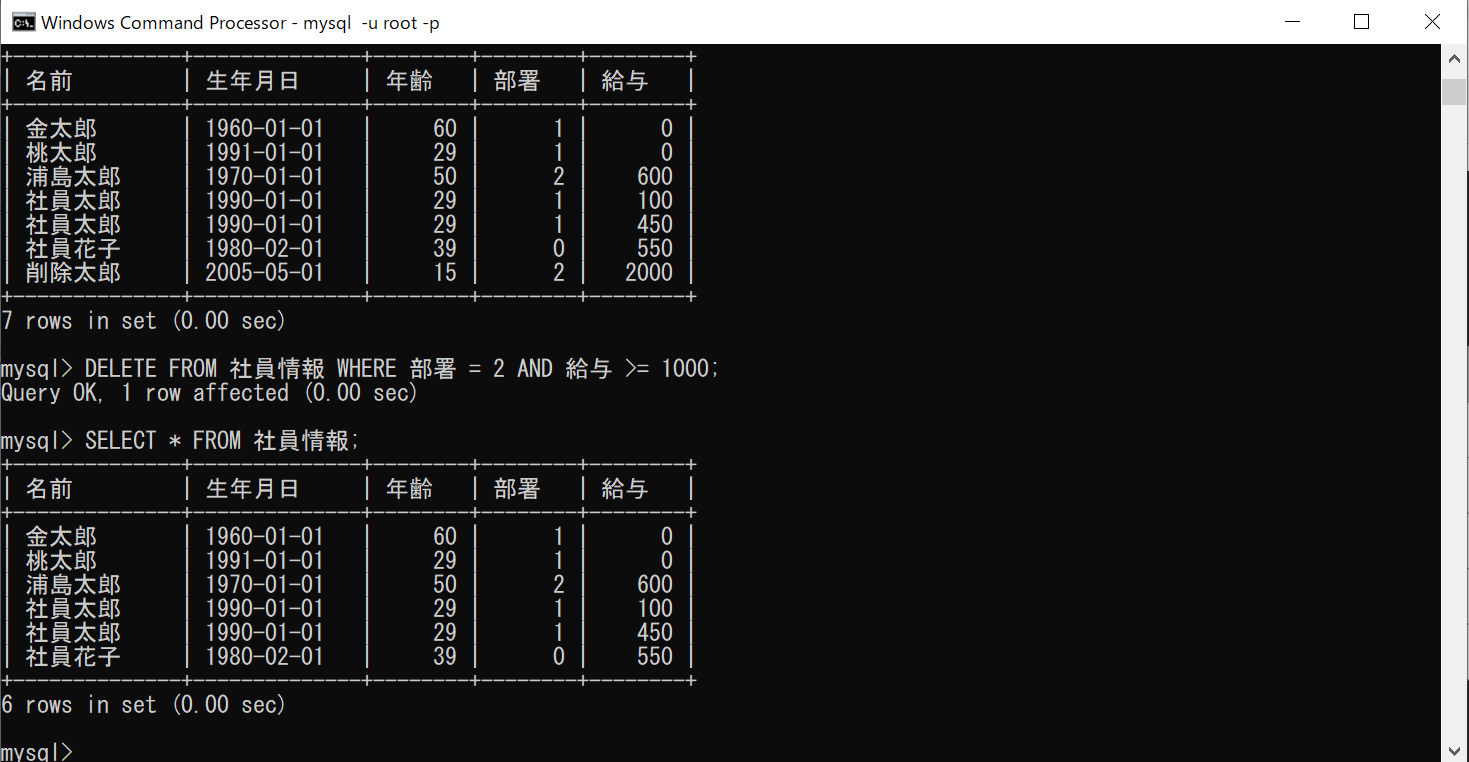 Windows Command Processor - mysql  -u root -p
+--------------+--------------+--------+--------+--------+
| 名前         | 生年月日     | 年齢   | 部署   | 給与   |
+--------------+--------------+--------+--------+--------+
| 金太郎       | 1960-01-01   |     60 |      1 |      0 |
| 桃太郎       | 1991-01-01   |     29 |      1 |      0 |
| 浦島太郎     | 1970-01-01   |     50 |      2 |    600 |
| 社員太郎     | 1990-01-01   |     29 |      1 |    100 |
| 社員太郎     | 1990-01-01   |     29 |      1 |    450 |
| 社員花子     | 1980-02-01   |     39 |      0 |    550 |
| 削除太郎     | 2005-05-01   |     15 |      2 |   2000 |
+--------------+--------------+--------+--------+--------+
7 rows in set (0.00 sec)
mysql> DELETE FROM 社員情報 WHERE 部署 = 2 AND 給与 >= 1000;
Query OK, 1 row affected (0.00 sec)
mysql> SELECT * FROM 社員情報;
+--------------+--------------+--------+--------+--------+
| 名前         | 生年月日     | 年齢   | 部署   | 給与   |
+--------------+--------------+--------+--------+--------+
| 金太郎       | 1960-01-01   |     60 |      1 |      0 |
| 桃太郎       | 1991-01-01   |     29 |      1 |      0 |
| 浦島太郎     | 1970-01-01   |     50 |      2 |    600 |
| 社員太郎     | 1990-01-01   |     29 |      1 |    100 |
| 社員太郎     | 1990-01-01   |     29 |      1 |    450 |
| 社員花子     | 1980-02-01   |     39 |      0 |    550 |
+--------------+--------------+--------+--------+--------+
6 rows in set (0.00 sec)
mysql>